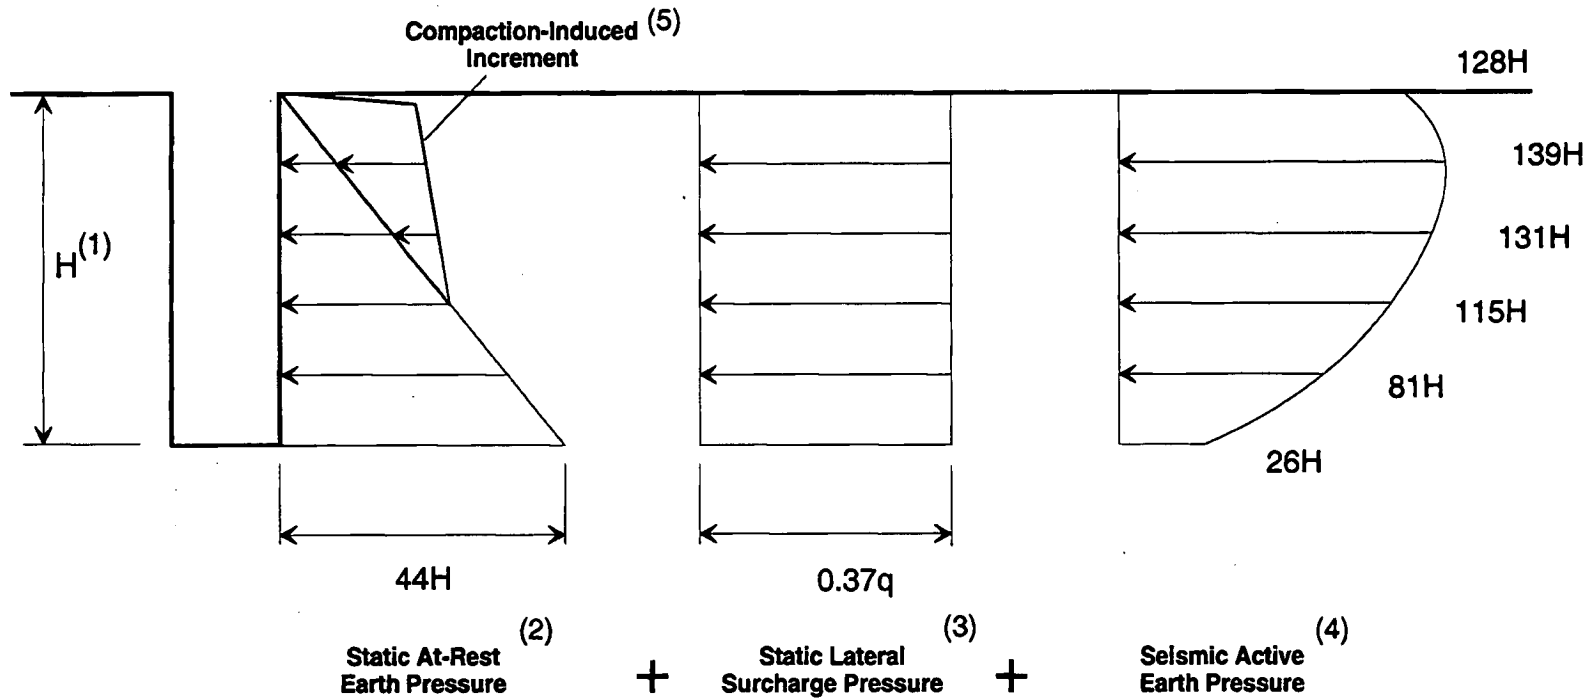 Compaction-Induced (5)
Increment
128H
139H
H(1)
131H
115H
81H
26H
44H
0.37q
(2)
Static At-Rest
Earth Pressure
+
(3)
Static Lateral
Surcharge Pressure
+
(4)
Seismic Active
Earth Pressure